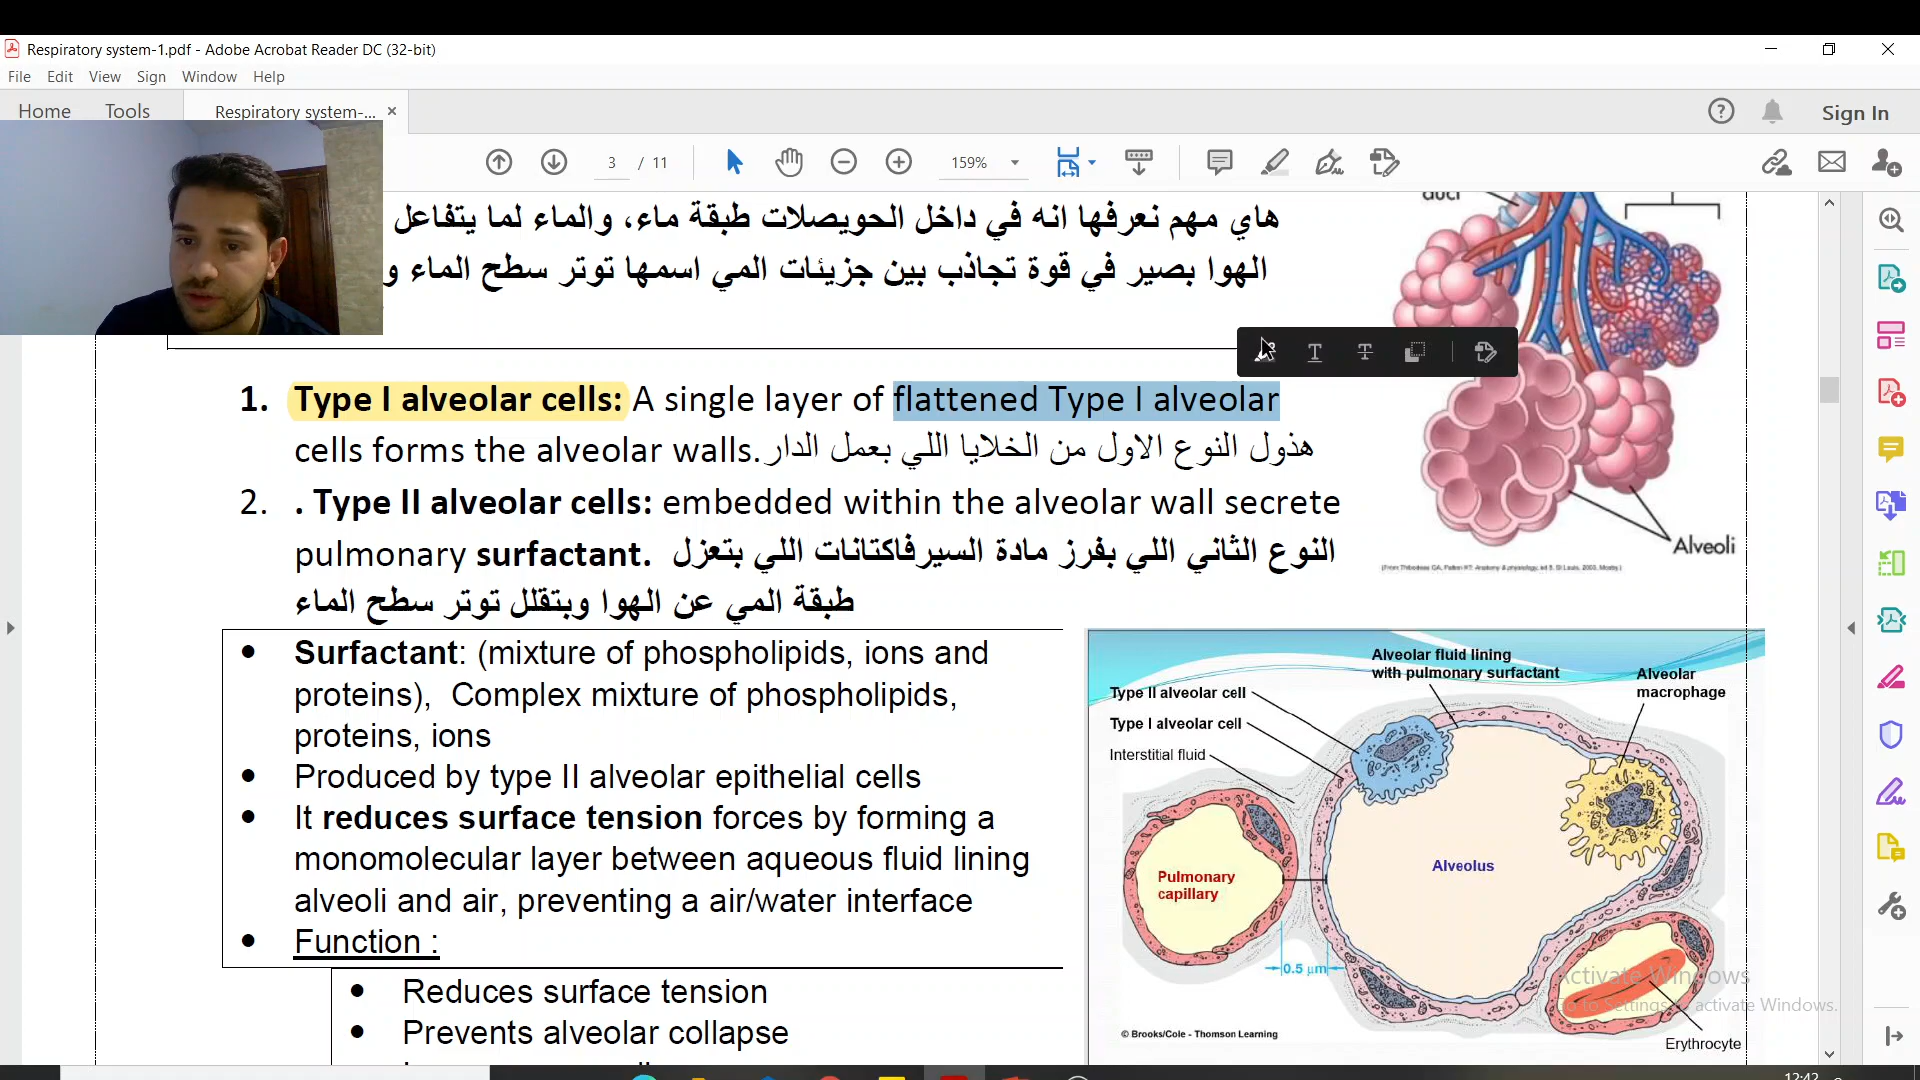 Respiratory system-1.pdf - Adobe Acrobat Reader DC (32-bit)
File Edit View Sign Window Help
Home Tools Respiratory system-... ×
Sign In
3 / 11 159%
هاي مهم نعرفها انه في داخل الحويصلات طبقة ماء، والماء لما يتفاعل
الهوا بصير في قوة تجاذب بين جزيئات المي اسمها توتر سطح الماء و
1. Type I alveolar cells: A single layer of flattened Type I alveolar
cells forms the alveolar walls. هذول النوع الاول من الخلايا اللي بعمل الدار
2. . Type II alveolar cells: embedded within the alveolar wall secrete
pulmonary surfactant. النوع الثاني اللي بفرز مادة السيرفاكتانات اللي بتعزل
طبقة المي عن الهوا وبتقلل توتر سطح الماء
Alveoli
• Surfactant: (mixture of phospholipids, ions and
proteins), Complex mixture of phospholipids,
proteins, ions
• Produced by type II alveolar epithelial cells
• It reduces surface tension forces by forming a
monomolecular layer between aqueous fluid lining
alveoli and air, preventing a air/water interface
• Function :
• Reduces surface tension
• Prevents alveolar collapse
Alveolar fluid lining
with pulmonary surfactant
Alveolar
macrophage
Type II alveolar cell
Type I alveolar cell
Interstitial fluid
Pulmonary
capillary
Alveolus
0.5 μm
© Brooks/Cole - Thomson Learning
Erythrocyte
Activate Windows
Go to Settings to activate Windows.
12:42